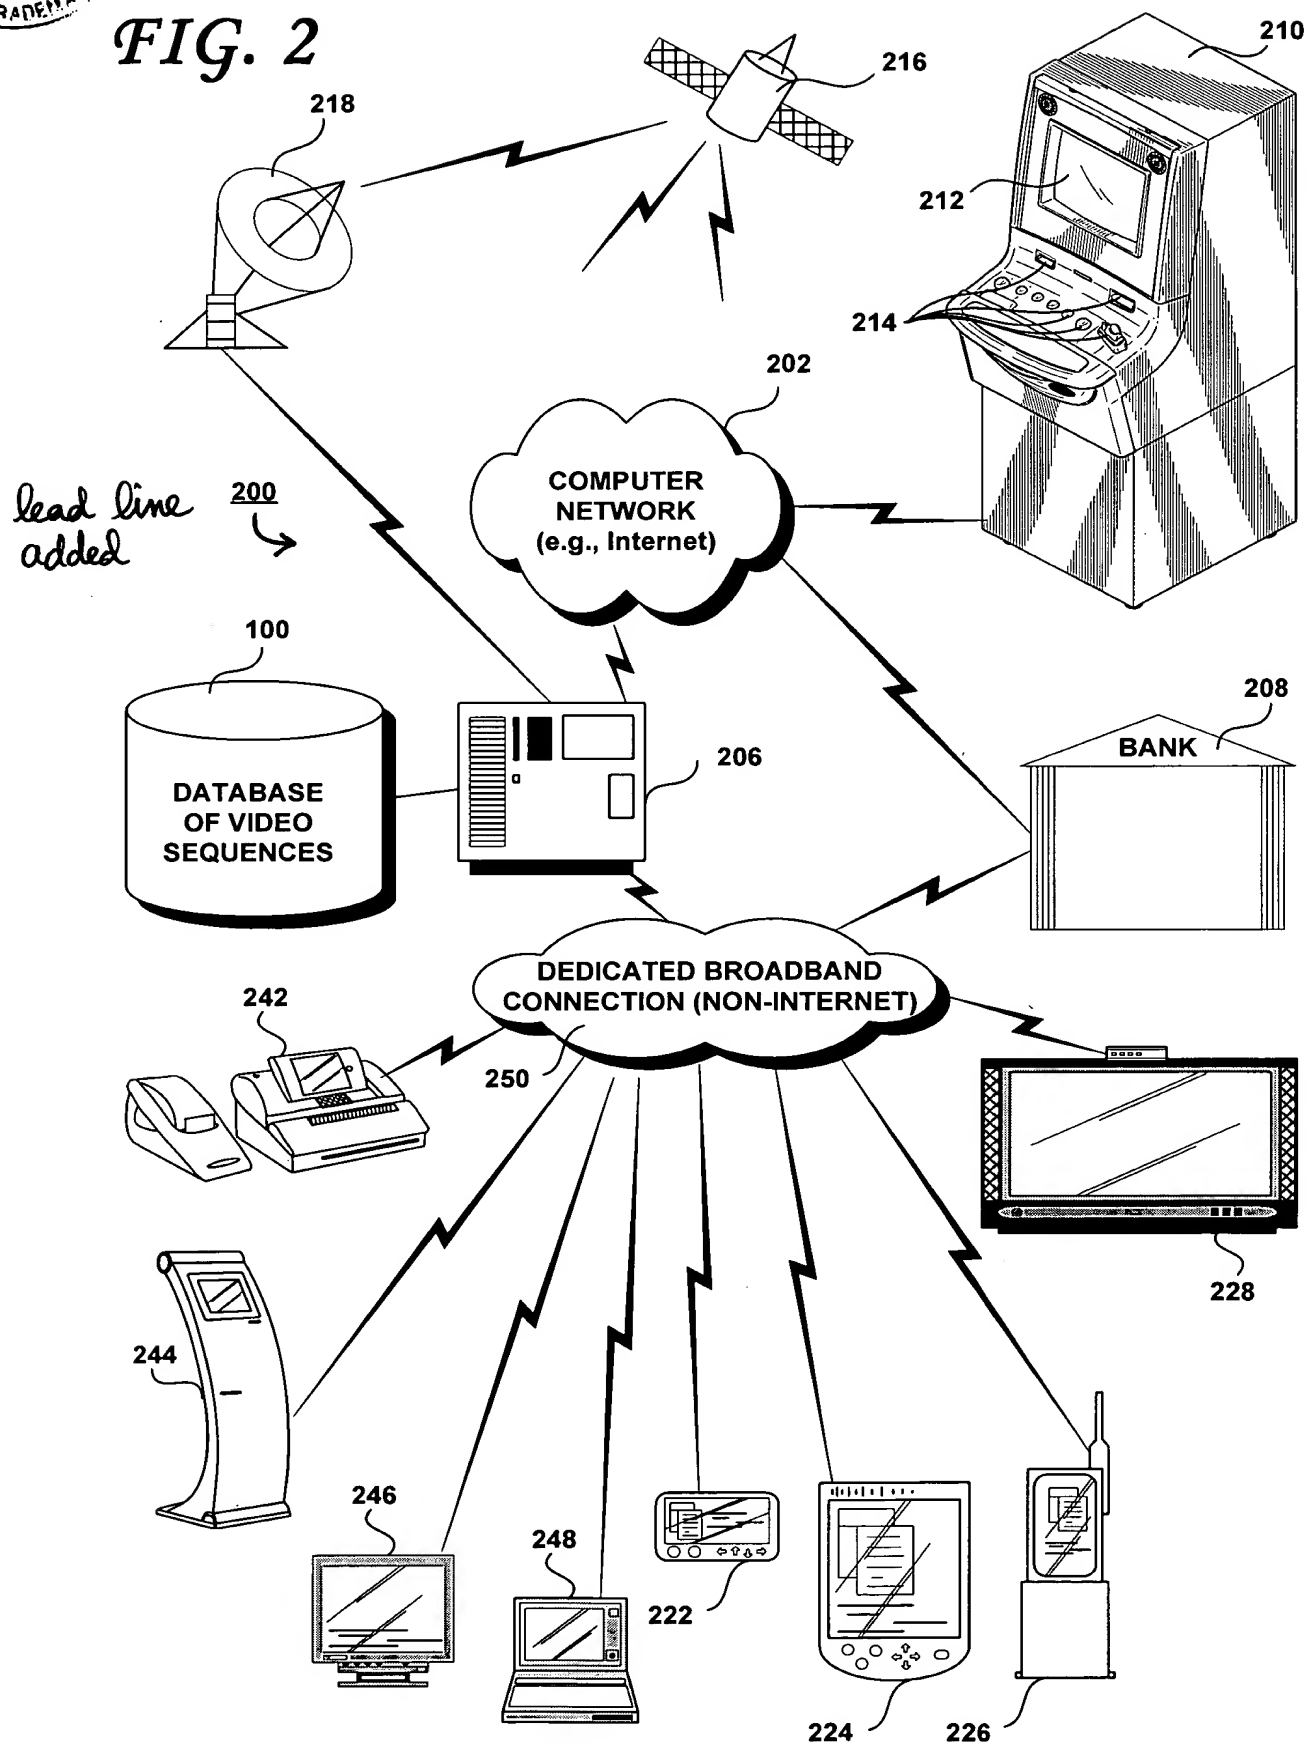 FIG. 2
218
216
210
212
214
202
COMPUTER
NETWORK
(e.g., Internet)
lead line
added
200
100
DATABASE
OF VIDEO
SEQUENCES
206
208
BANK
DEDICATED BROADBAND
CONNECTION (NON-INTERNET)
250
242
228
244
246
248
222
224
226